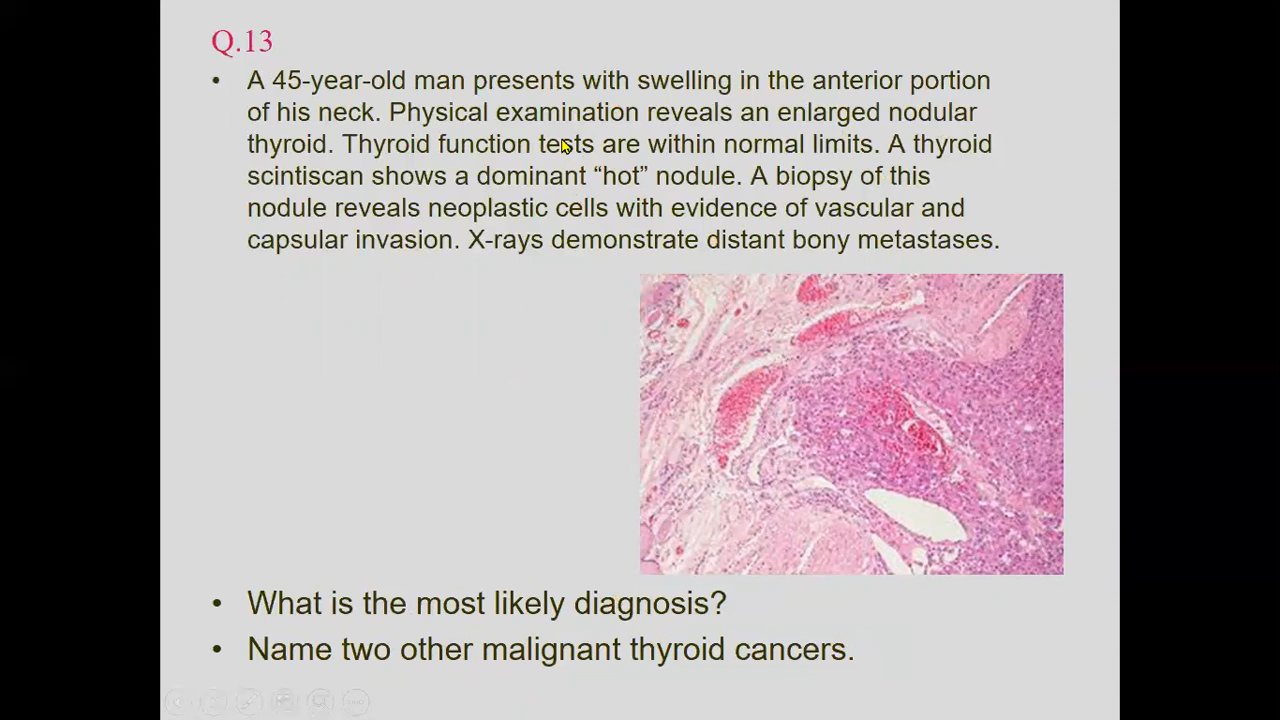 Q.13
• A 45-year-old man presents with swelling in the anterior portion
of his neck. Physical examination reveals an enlarged nodular
thyroid. Thyroid function tests are within normal limits. A thyroid
scintiscan shows a dominant “hot” nodule. A biopsy of this
nodule reveals neoplastic cells with evidence of vascular and
capsular invasion. X-rays demonstrate distant bony metastases.
• What is the most likely diagnosis?
• Name two other malignant thyroid cancers.